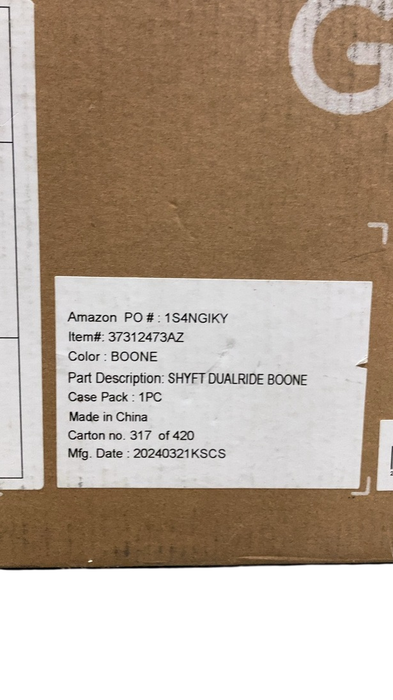 G
Amazon PO # : 1S4NGIKY
Item#: 37312473AZ
Color : BOONE
Part Description: SHYFT DUALRIDE BOONE
Case Pack : 1PC
Made in China
Carton no. 317 of 420
Mfg. Date : 20240321KSCS